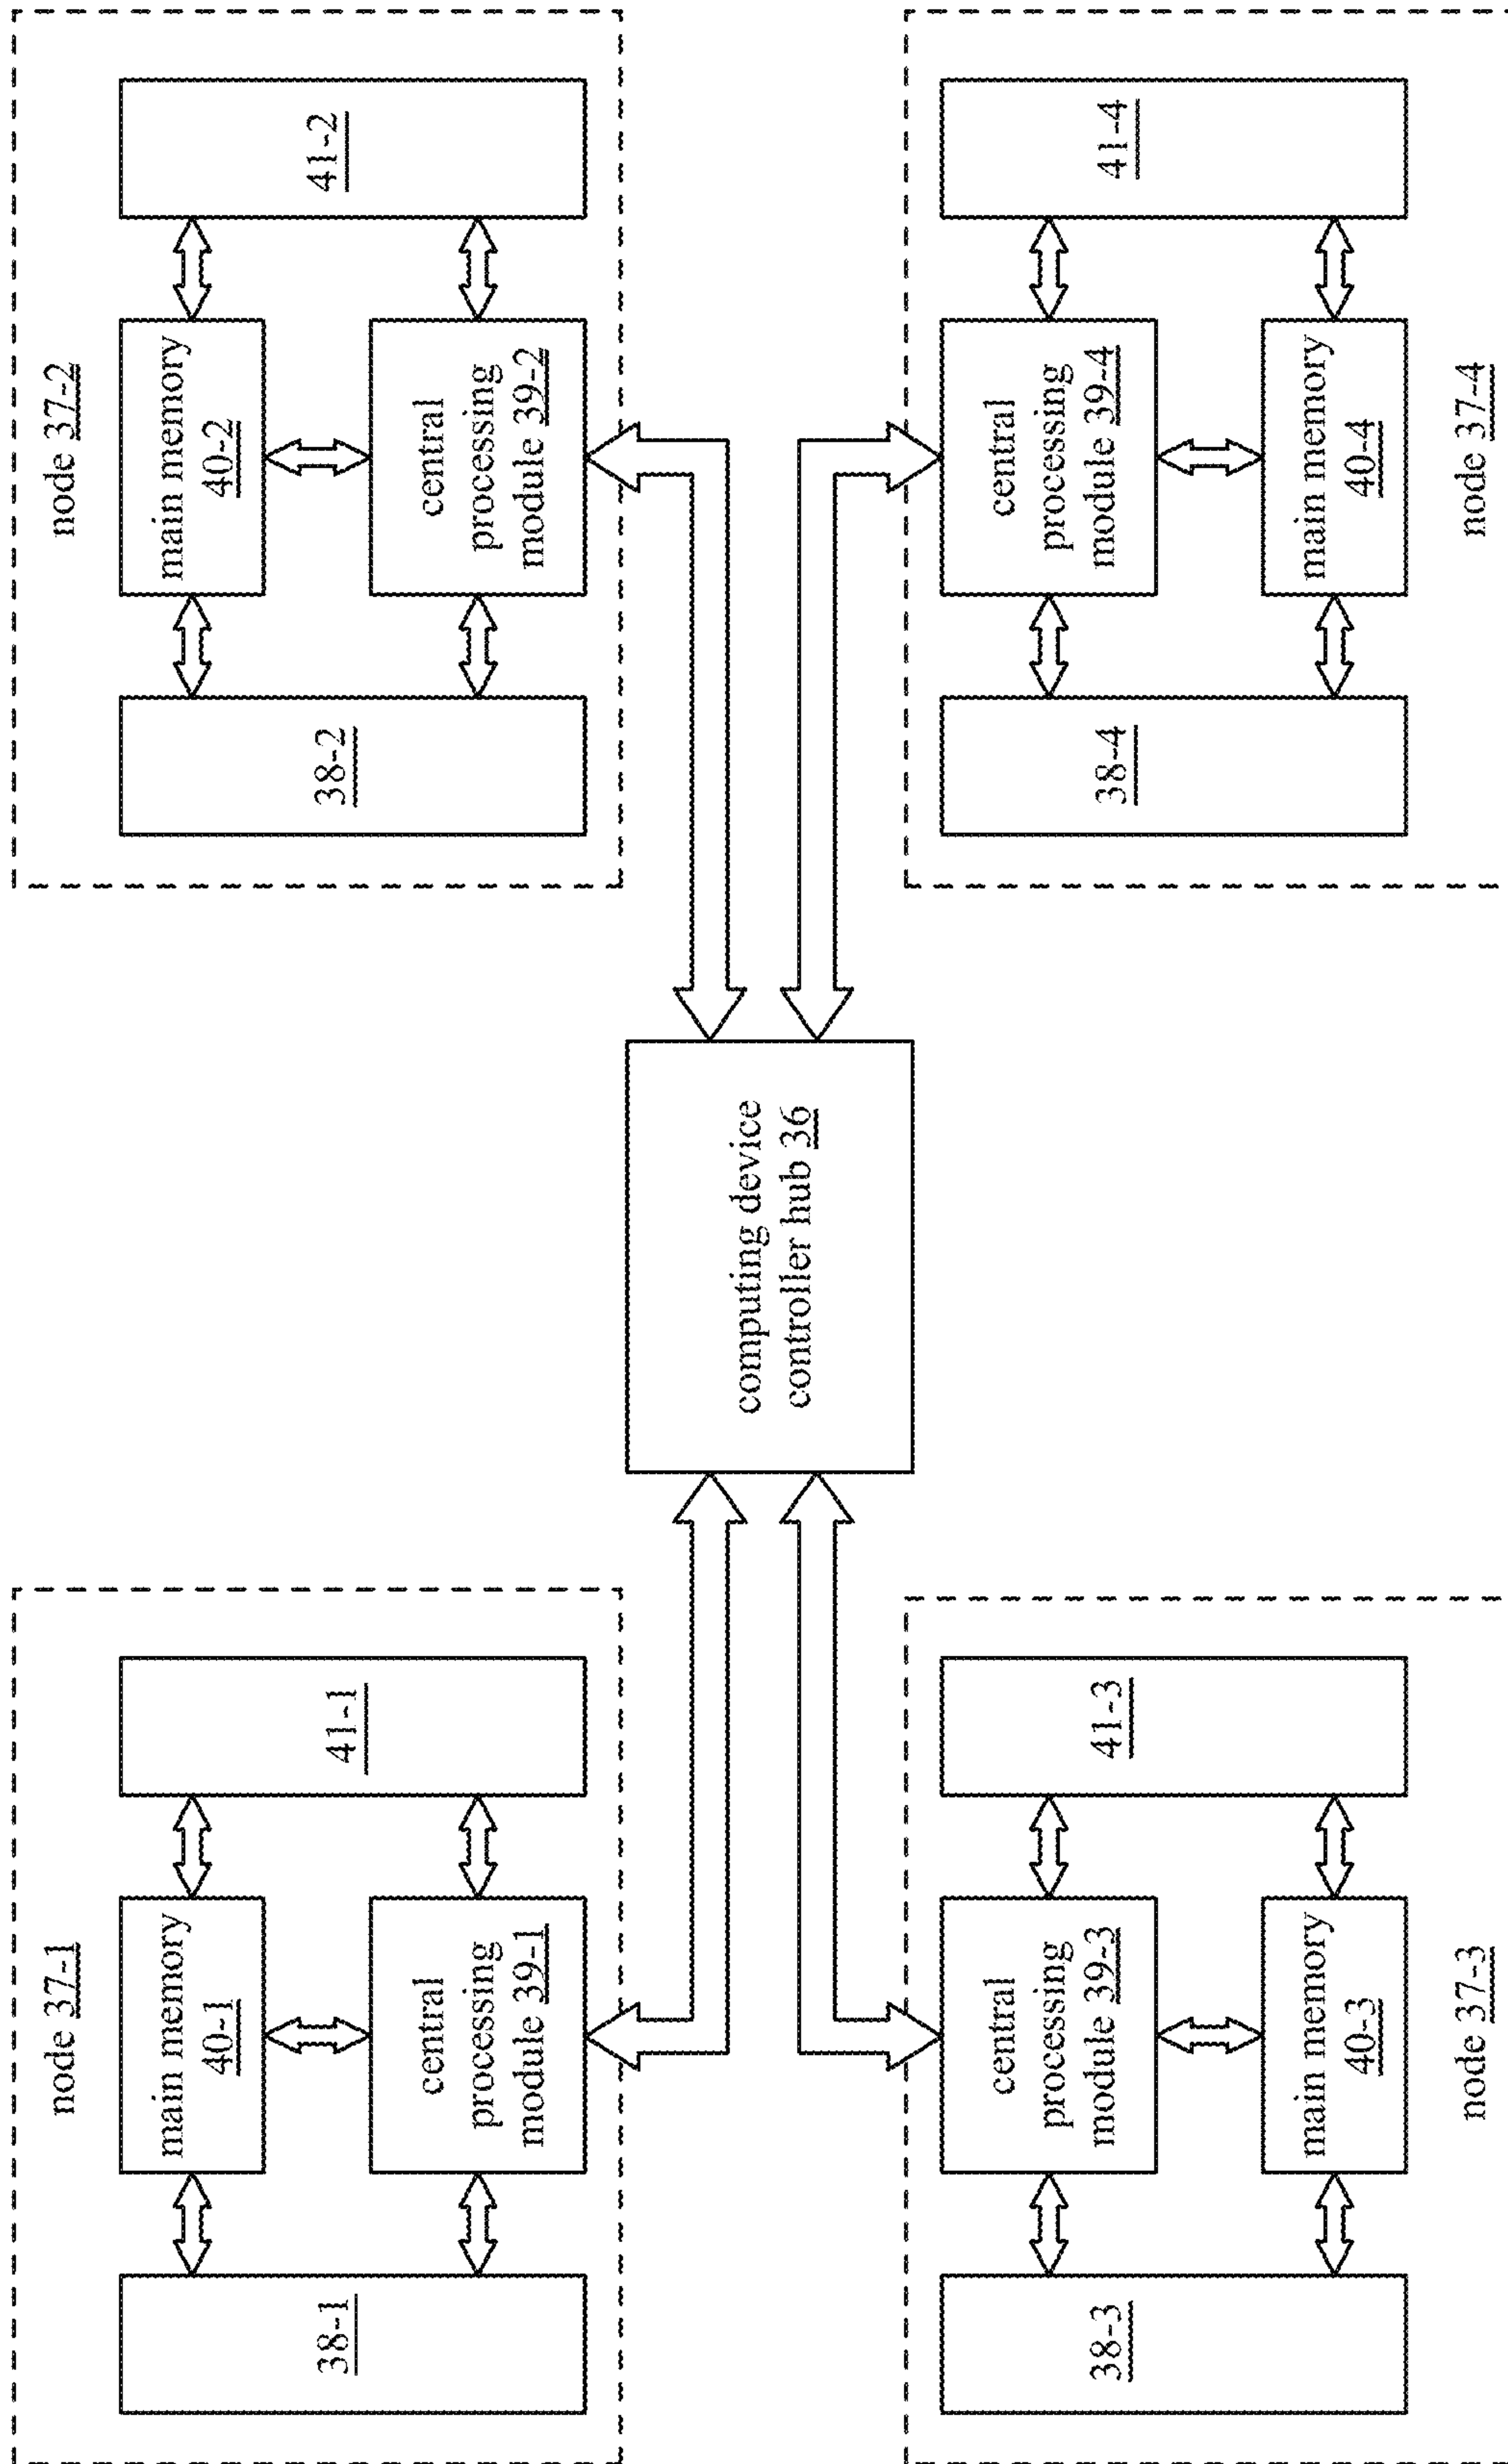 node 37-1
38-1
main memory
40-1
central
processing
module 39-1
41-1
node 37-2
38-2
main memory
40-2
central
processing
module 39-2
41-2
computing device
controller hub 36
38-3
central
processing
module 39-3
main memory
40-3
41-3
node 37-3
38-4
central
processing
module 39-4
main memory
40-4
41-4
node 37-4